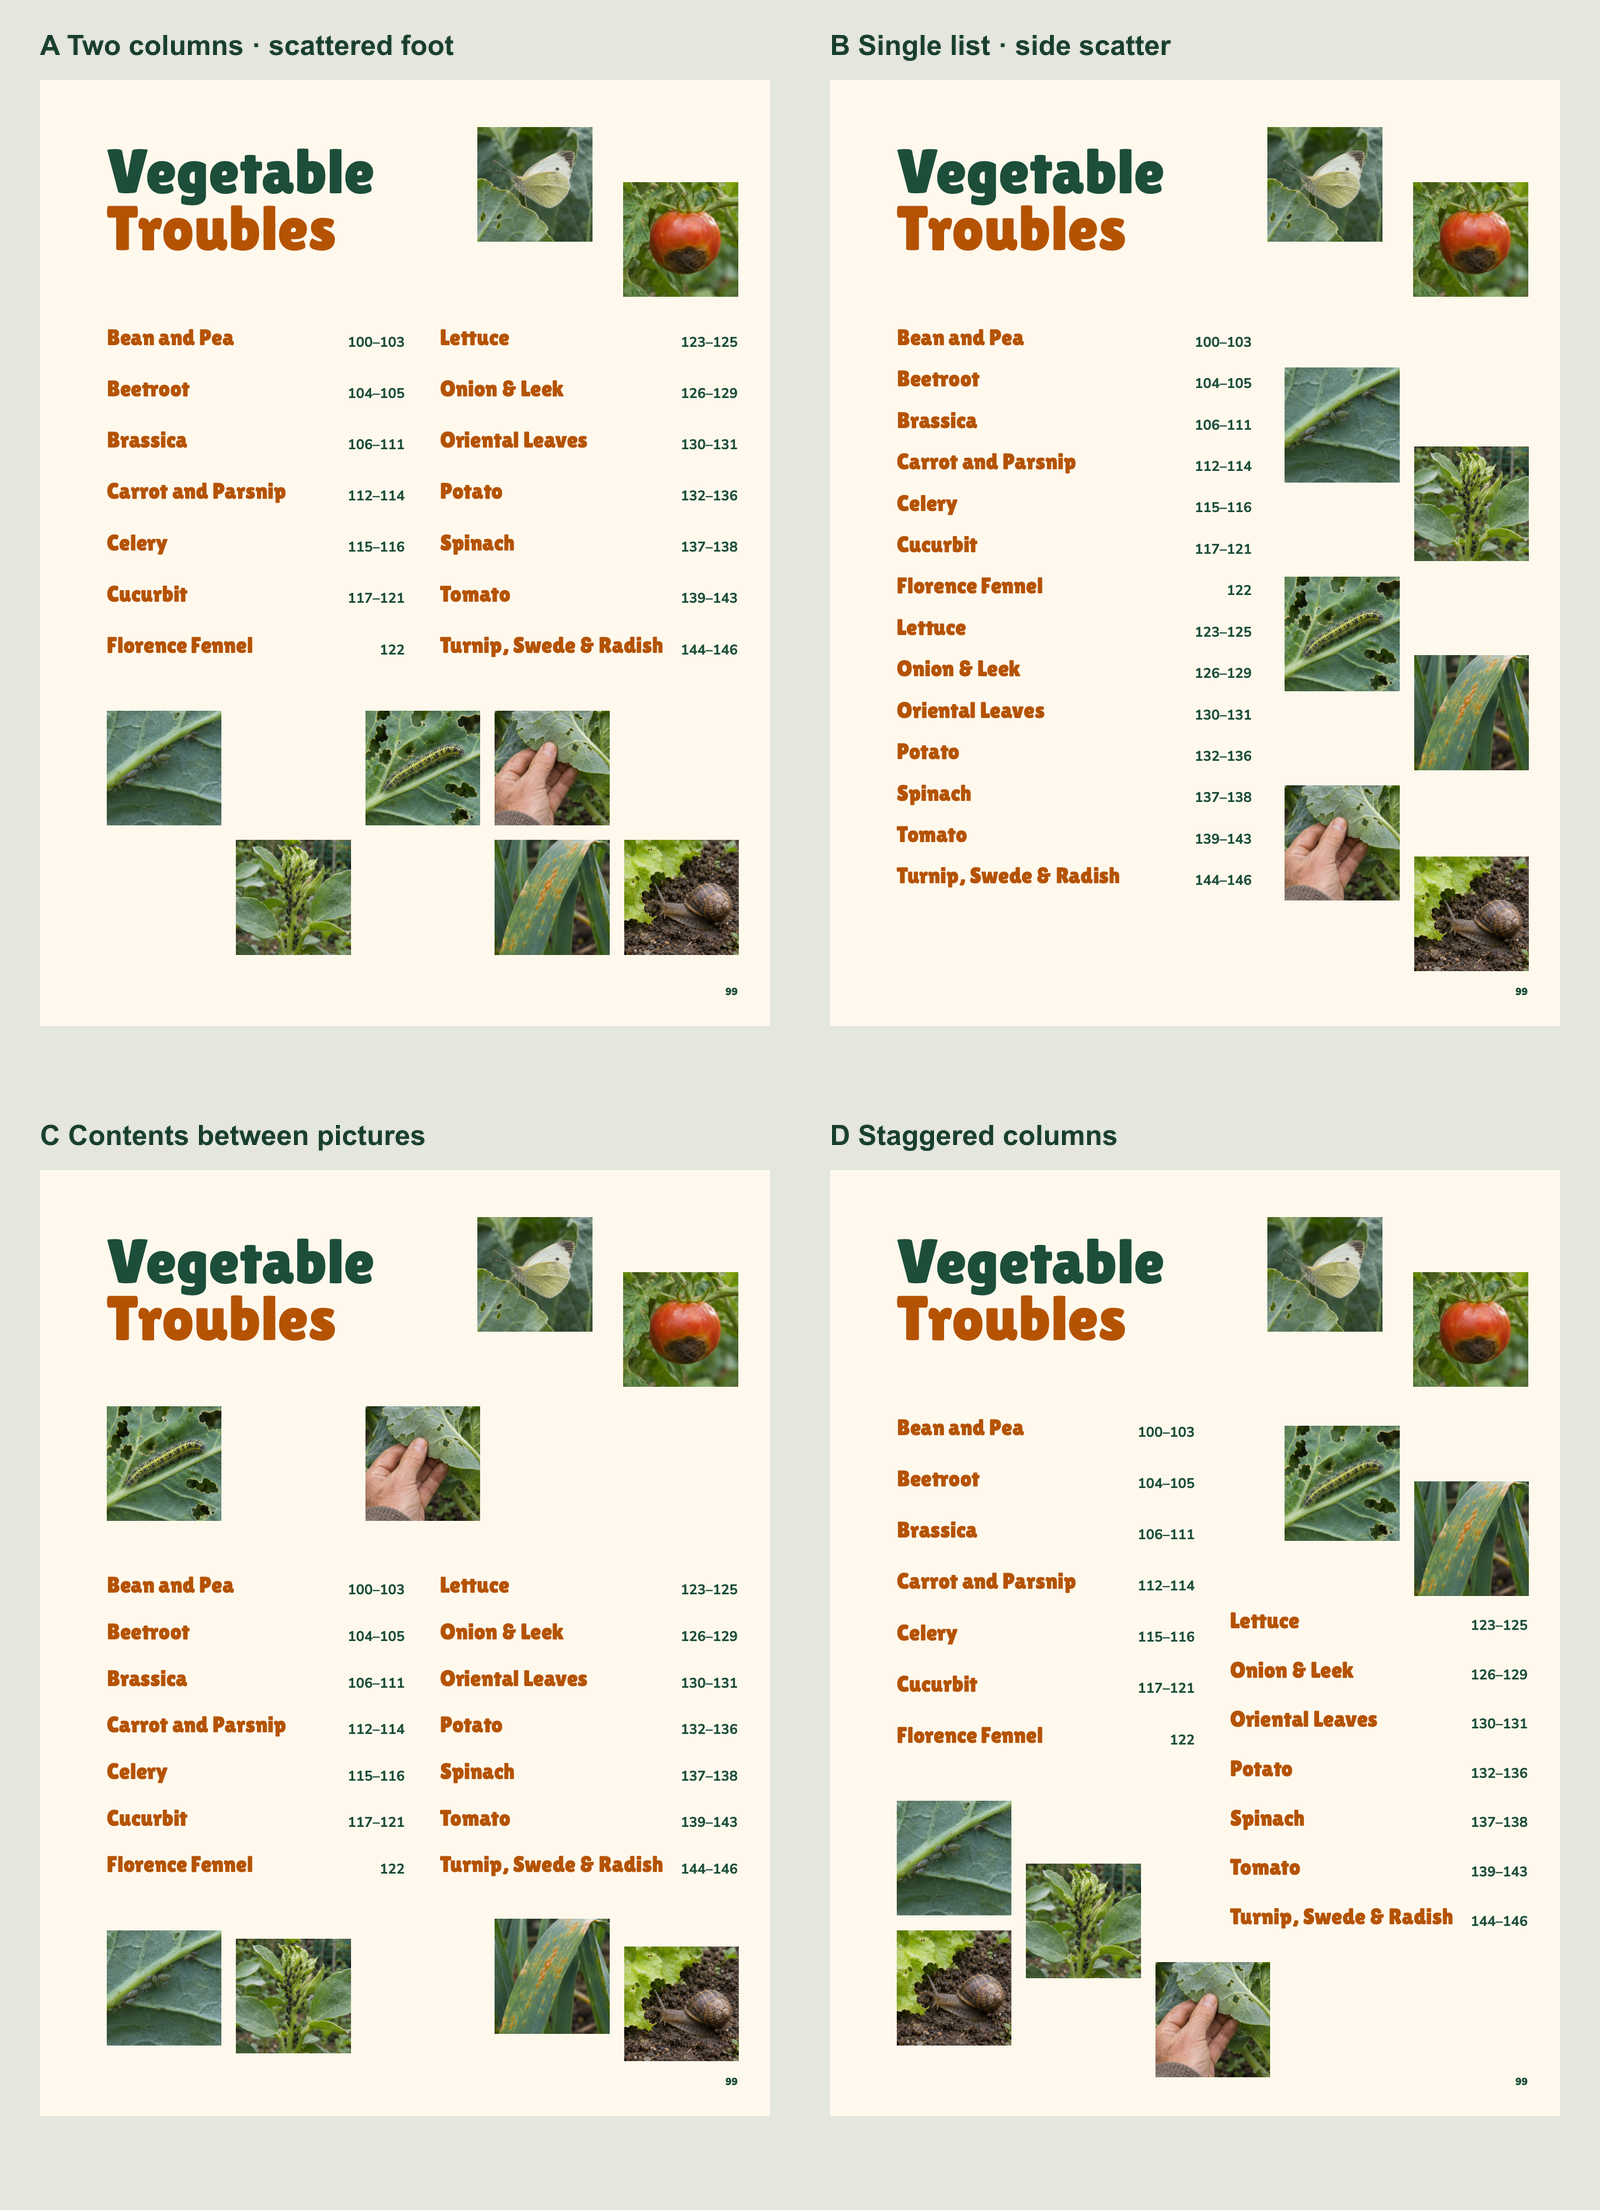 A Two columns · scattered foot
Vegetable
Troubles
Bean and Pea 100–103
Beetroot 104–105
Brassica 106–111
Carrot and Parsnip 112–114
Celery 115–116
Cucurbit 117–121
Florence Fennel 122
Lettuce 123–125
Onion & Leek 126–129
Oriental Leaves 130–131
Potato 132–136
Spinach 137–138
Tomato 139–143
Turnip, Swede & Radish 144–146
99
B Single list · side scatter
Vegetable
Troubles
Bean and Pea 100–103
Beetroot 104–105
Brassica 106–111
Carrot and Parsnip 112–114
Celery 115–116
Cucurbit 117–121
Florence Fennel 122
Lettuce 123–125
Onion & Leek 126–129
Oriental Leaves 130–131
Potato 132–136
Spinach 137–138
Tomato 139–143
Turnip, Swede & Radish 144–146
99
C Contents between pictures
Vegetable
Troubles
Bean and Pea 100–103
Beetroot 104–105
Brassica 106–111
Carrot and Parsnip 112–114
Celery 115–116
Cucurbit 117–121
Florence Fennel 122
Lettuce 123–125
Onion & Leek 126–129
Oriental Leaves 130–131
Potato 132–136
Spinach 137–138
Tomato 139–143
Turnip, Swede & Radish 144–146
99
D Staggered columns
Vegetable
Troubles
Bean and Pea 100–103
Beetroot 104–105
Brassica 106–111
Carrot and Parsnip 112–114
Celery 115–116
Cucurbit 117–121
Florence Fennel 122
Lettuce 123–125
Onion & Leek 126–129
Oriental Leaves 130–131
Potato 132–136
Spinach 137–138
Tomato 139–143
Turnip, Swede & Radish 144–146
99